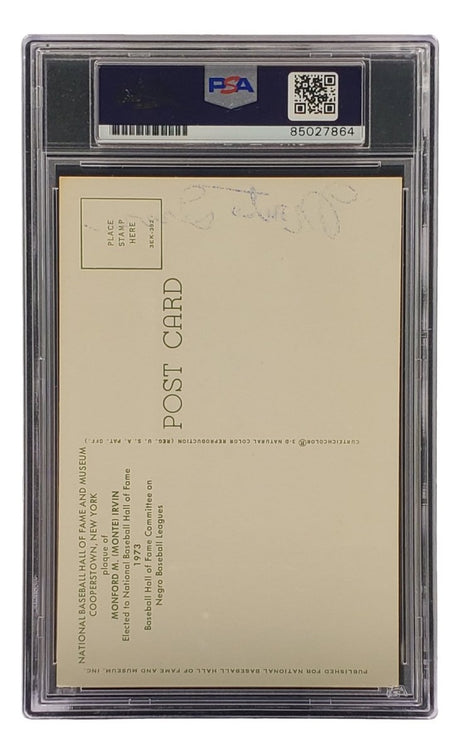 PSA
85027864
PLACE
STAMP
HERE
3EK-392
POST CARD
CURTEICHCOLOR® 3-D NATURAL COLOR REPRODUCTION (REG. U.S.A. PAT. OFF.)
NATIONAL BASEBALL HALL OF FAME AND MUSEUM
COOPERSTOWN, NEW YORK
plaque of
MONFORD M. (MONTE) IRVIN
Elected to National Baseball Hall of Fame
1973
Baseball Hall of Fame Committee on
Negro Baseball Leagues
PUBLISHED FOR NATIONAL BASEBALL HALL OF FAME AND MUSEUM, INC.
PSA